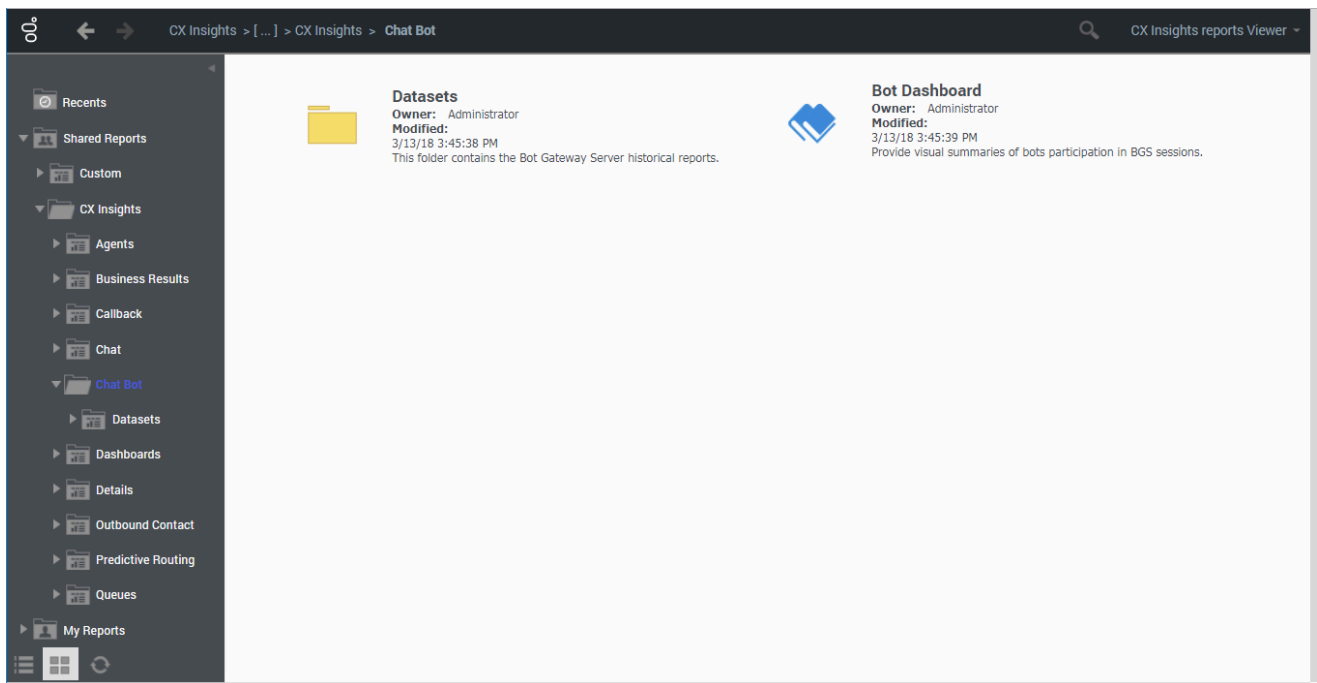 CX Insights > [ ... ] > CX Insights > Chat Bot
CX Insights reports Viewer
Recents
Shared Reports
Custom
CX Insights
Agents
Business Results
Callback
Chat
Chat Bot
Datasets
Dashboards
Details
Outbound Contact
Predictive Routing
Queues
My Reports
Datasets
Owner: Administrator
Modified:
3/13/18 3:45:38 PM
This folder contains the Bot Gateway Server historical reports.
Bot Dashboard
Owner: Administrator
Modified:
3/13/18 3:45:39 PM
Provide visual summaries of bots participation in BGS sessions.